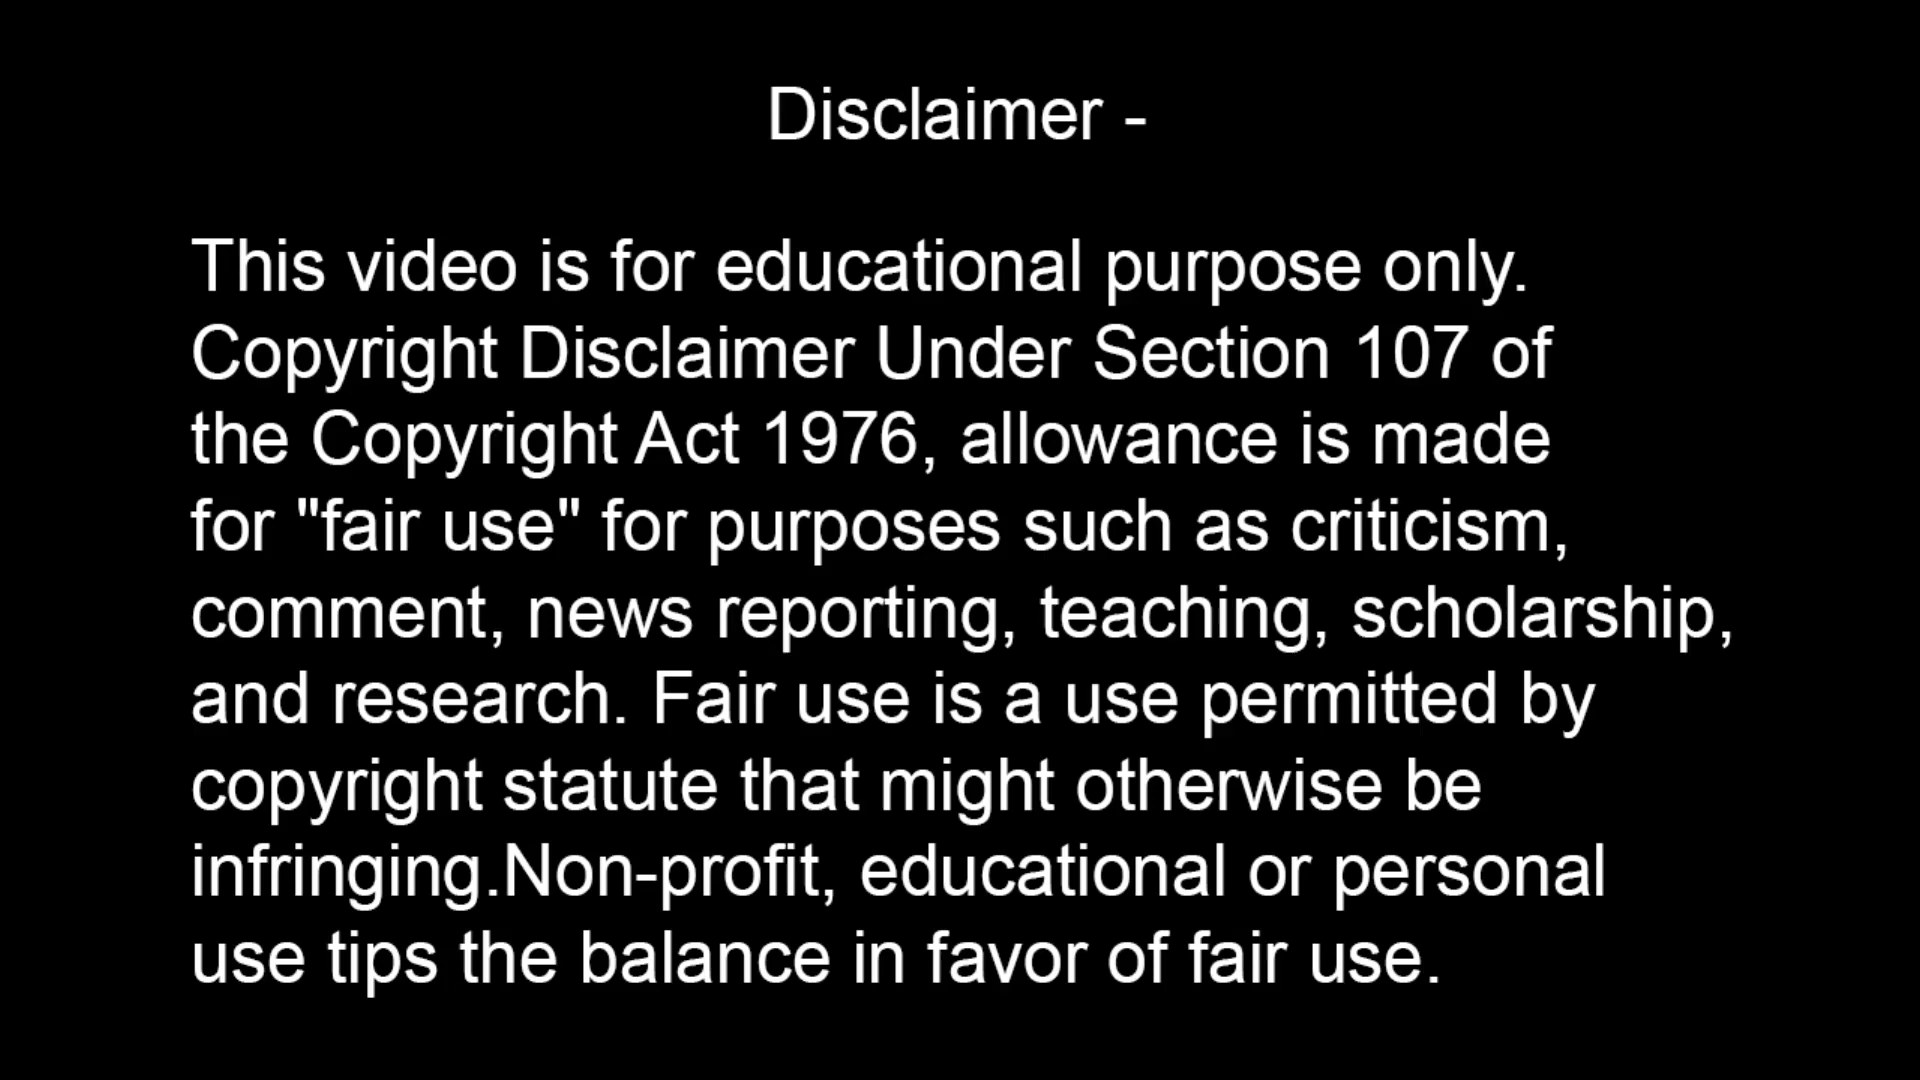 Disclaimer -
This video is for educational purpose only.
Copyright Disclaimer Under Section 107 of
the Copyright Act 1976, allowance is made
for "fair use" for purposes such as criticism,
comment, news reporting, teaching, scholarship,
and research. Fair use is a use permitted by
copyright statute that might otherwise be
infringing.Non-profit, educational or personal
use tips the balance in favor of fair use.